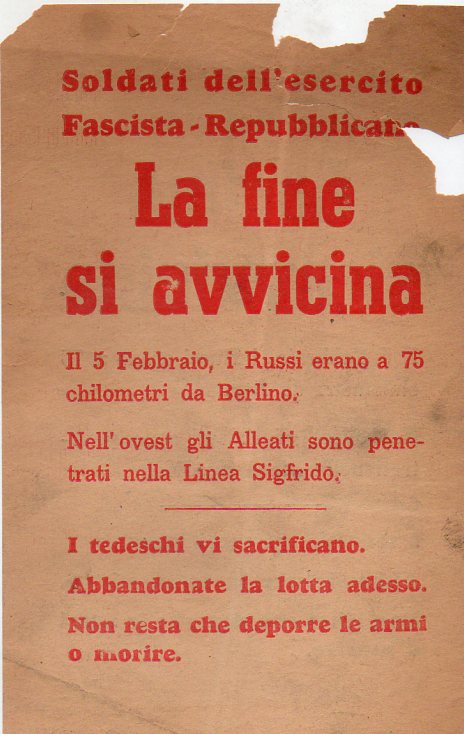 Soldati dell'esercito
Fascista-Repubblicano
La fine
si avvicina
Il 5 Febbraio, i Russi erano a 75
chilometri da Berlino.
Nell'ovest gli Alleati sono pene-
trati nella Linea Sigfrido.
I tedeschi vi sacrificano.
Abbandonate la lotta adesso.
Non resta che deporre le armi
o morire.